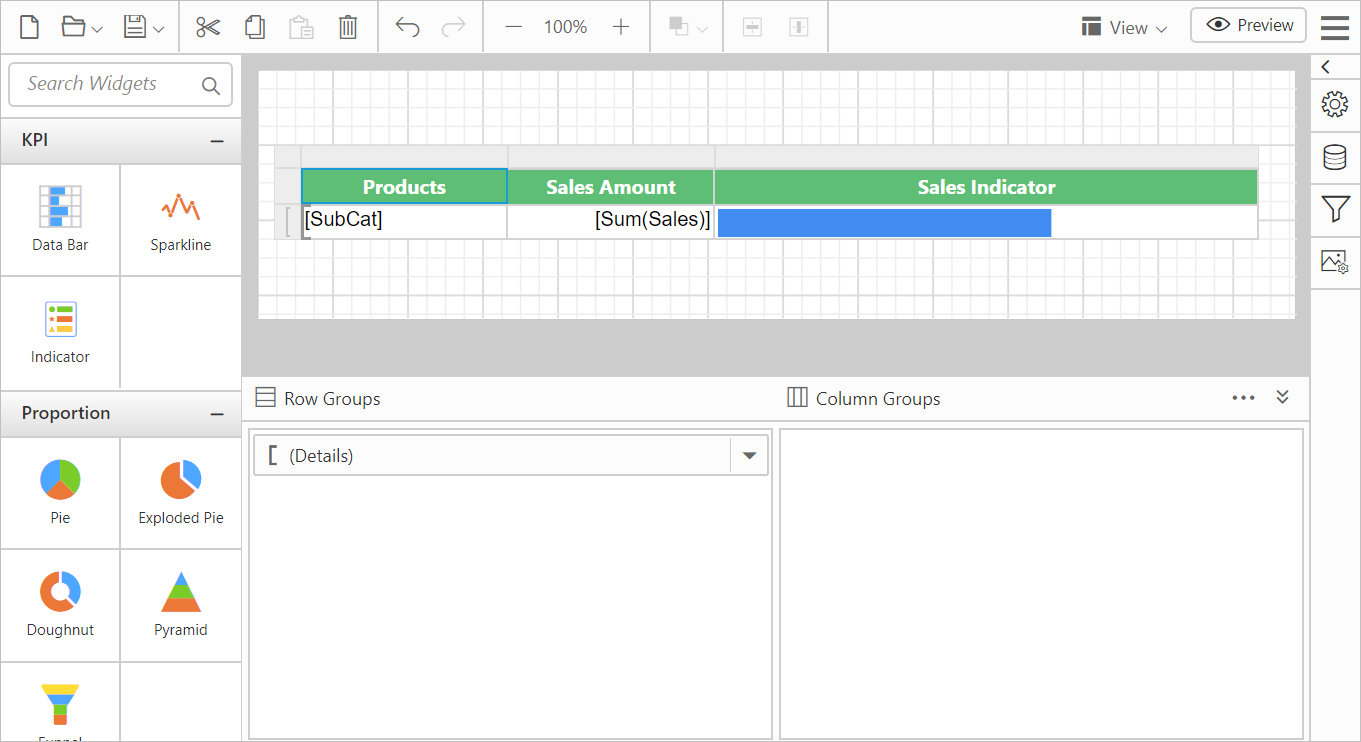 100%
View
Preview
Search Widgets
KPI
Data Bar
Sparkline
Indicator
Proportion
Pie
Exploded Pie
Doughnut
Pyramid
Products Sales Amount Sales Indicator
[SubCat] [Sum(Sales)]
Row Groups
Column Groups
(Details)